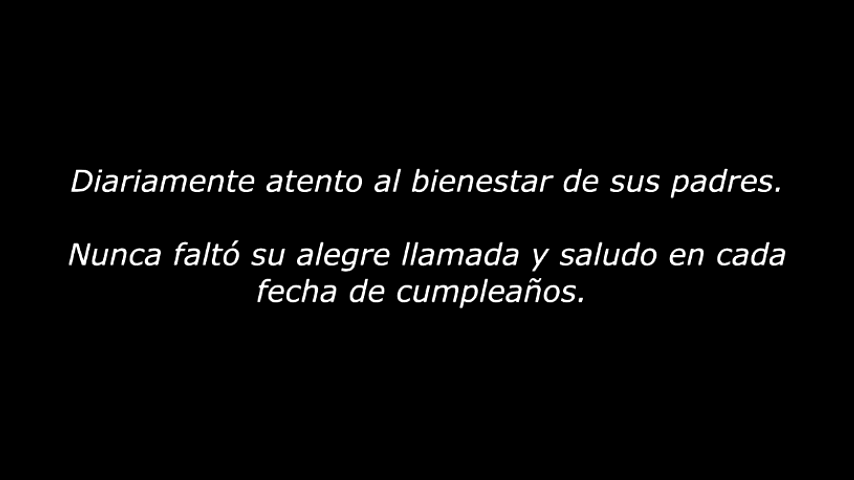 Diariamente atento al bienestar de sus padres.
Nunca faltó su alegre llamada y saludo en cada
fecha de cumpleaños.